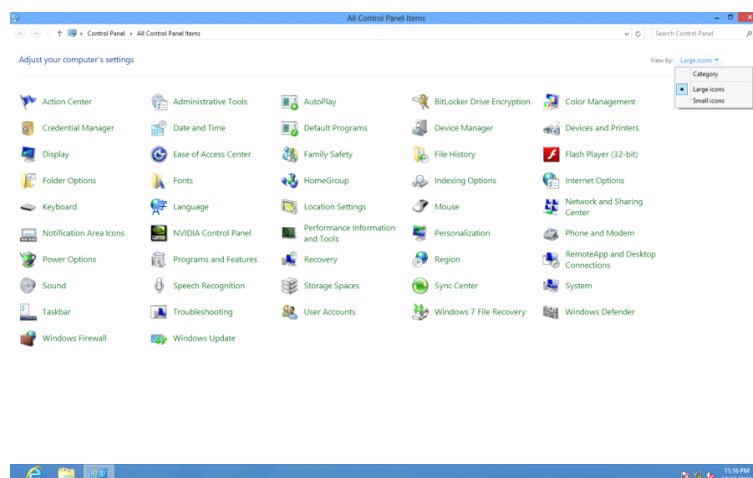 All Control Panel Items
Control Panel All Control Panel Items
Search Control Panel
Adjust your computer's settings
View by: Large icons
Category
Large icons
Small icons
Action Center
Administrative Tools
AutoPlay
BitLocker Drive Encryption
Color Management
Credential Manager
Date and Time
Default Programs
Device Manager
Devices and Printers
Display
Ease of Access Center
Family Safety
File History
Flash Player (32-bit)
Folder Options
Fonts
HomeGroup
Indexing Options
Internet Options
Keyboard
Language
Location Settings
Mouse
Network and Sharing
Center
Notification Area Icons
NVIDIA Control Panel
Performance Information
and Tools
Personalization
Phone and Modem
Power Options
Programs and Features
Recovery
Region
RemoteApp and Desktop
Connections
Sound
Speech Recognition
Storage Spaces
Sync Center
System
Taskbar
Troubleshooting
User Accounts
Windows 7 File Recovery
Windows Defender
Windows Firewall
Windows Update
11:16 PM